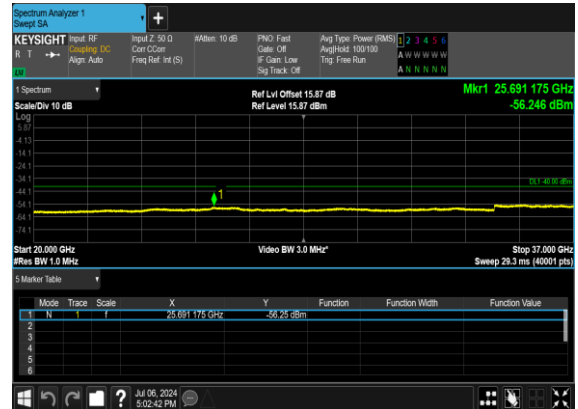 Spectrum Analyzer 1
Swept SA
+
KEYSIGHT Input: RF Input Z: 50 Ω #Atten: 10 dB PNO: Fast Avg Type: Power (RMS) 1 2 3 4 5 6
R T Coupling: DC Corr CCorr Gate: Off Avg|Hold: 100/100 A W W W W W
Align: Auto Freq Ref: Int (S) IF Gain: Low Trig: Free Run
LXI Sig Track: Off A N N N N N
1 Spectrum Ref Lvl Offset 15.87 dB Mkr1 25.691 175 GHz
Scale/Div 10 dB Ref Level 15.87 dBm -56.246 dBm
Log
5.87
-4.13
-14.1
-24.1
-34.1
DL1 -40.00 dBm
-44.1
1
-54.1
-64.1
-74.1
Start 20.000 GHz Video BW 3.0 MHz* Stop 37.000 GHz
#Res BW 1.0 MHz Sweep 29.3 ms (40001 pts)
5 Marker Table
Mode Trace Scale X Y Function Function Width Function Value
1 N 1 f 25.691 175 GHz -56.25 dBm
2
3
4
5
6
? Jul 06, 2024
5:02:42 PM